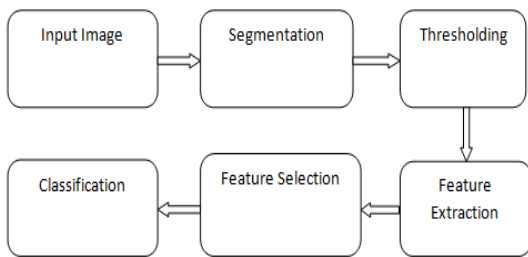 Input Image
Segmentation
Thresholding
Feature
Extraction
Feature Selection
Classification